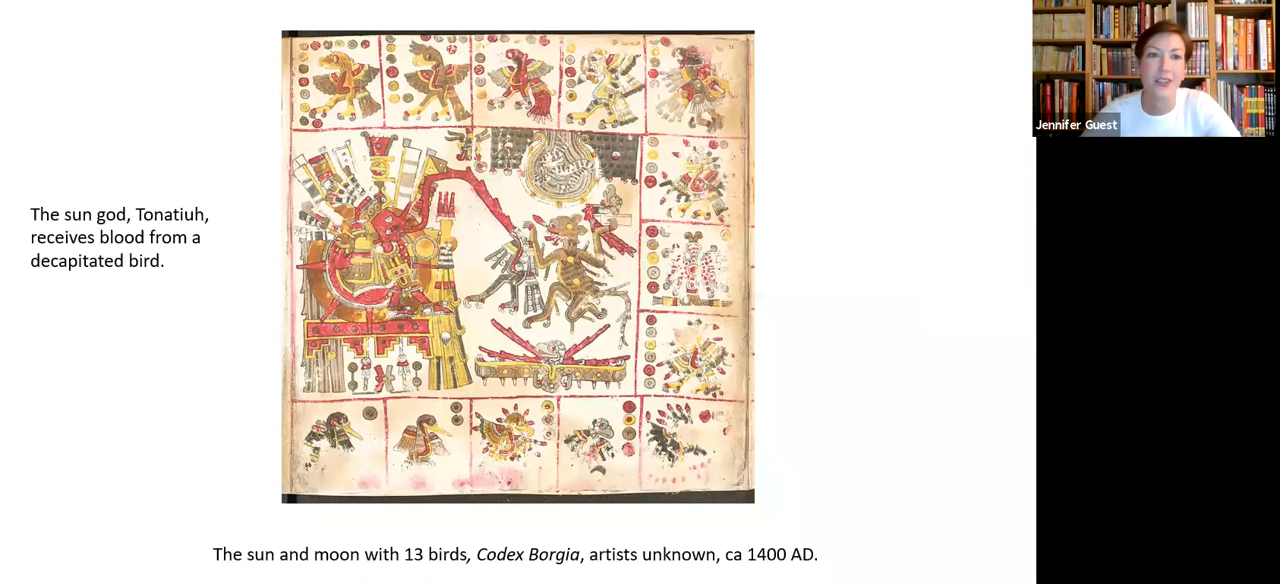 The sun god, Tonatiuh,
receives blood from a
decapitated bird.
Jennifer Guest
The sun and moon with 13 birds, Codex Borgia, artists unknown, ca 1400 AD.